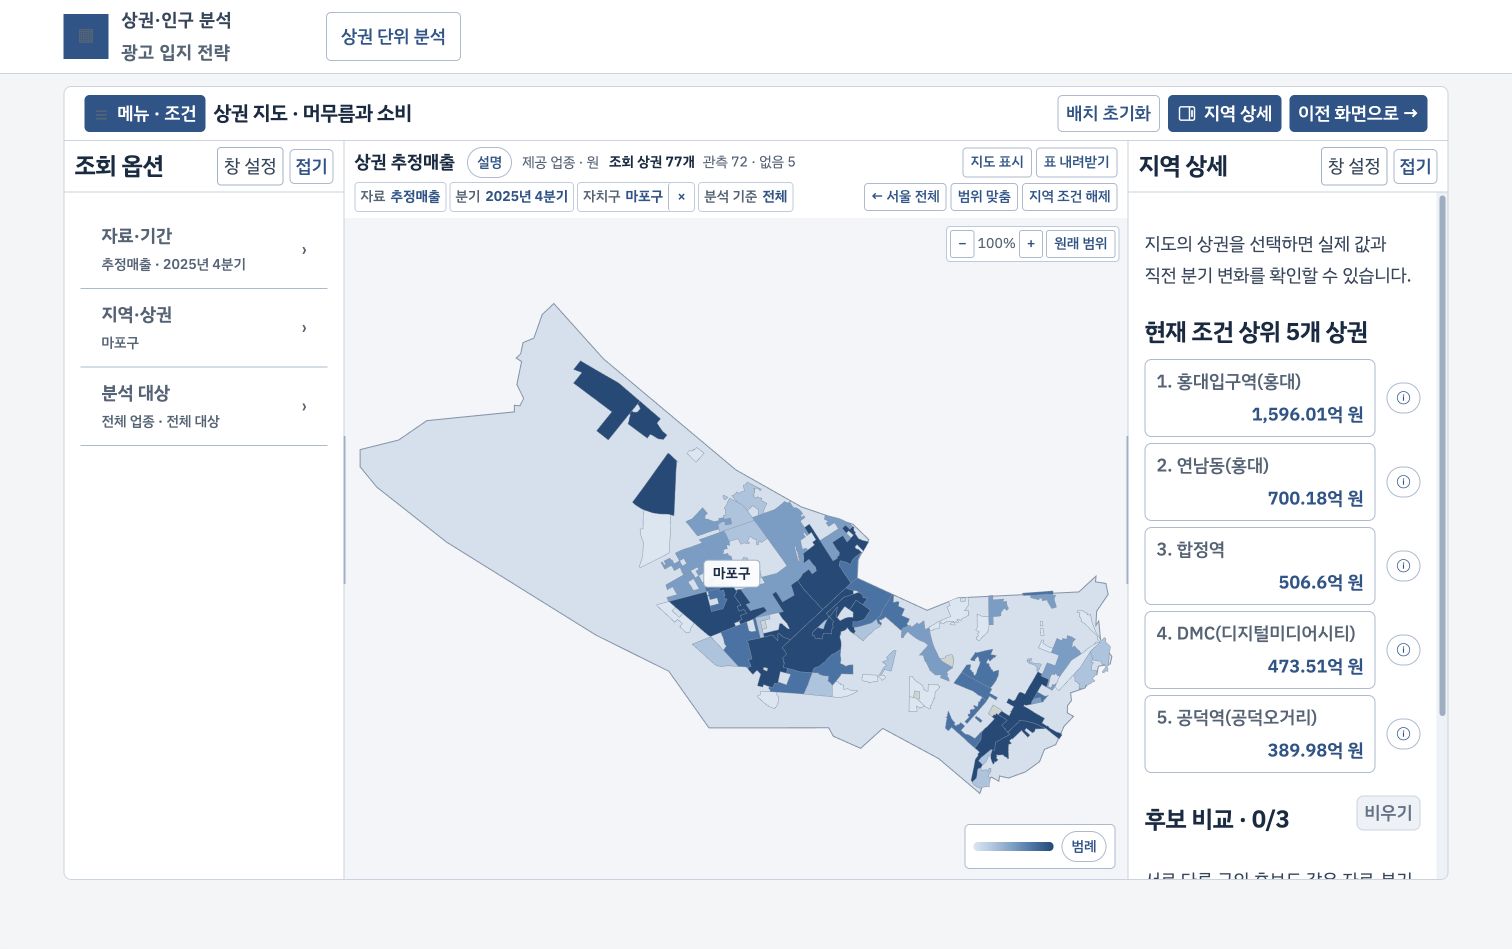 상권·인구 분석
광고 입지 전략
상권 단위 분석
메뉴 · 조건
상권 지도 · 머무름과 소비
배치 초기화
지역 상세
이전 화면으로 →
조회 옵션
창 설정
접기
자료·기간
추정매출 · 2025년 4분기
›
지역·상권
마포구
›
분석 대상
전체 업종 · 전체 대상
›
상권 추정매출
설명
제공 업종 · 원
조회 상권 77개
관측 72 · 없음 5
지도 표시
표 내려받기
자료 추정매출
분기 2025년 4분기
자치구 마포구 ×
분석 기준 전체
← 서울 전체
범위 맞춤
지역 조건 해제
− 100% +
원래 범위
마포구
범례
지역 상세
창 설정
접기
지도의 상권을 선택하면 실제 값과
직전 분기 변화를 확인할 수 있습니다.
현재 조건 상위 5개 상권
1. 홍대입구역(홍대)
1,596.01억 원
2. 연남동(홍대)
700.18억 원
3. 합정역
506.6억 원
4. DMC(디지털미디어시티)
473.51억 원
5. 공덕역(공덕오거리)
389.98억 원
후보 비교 · 0/3
비우기